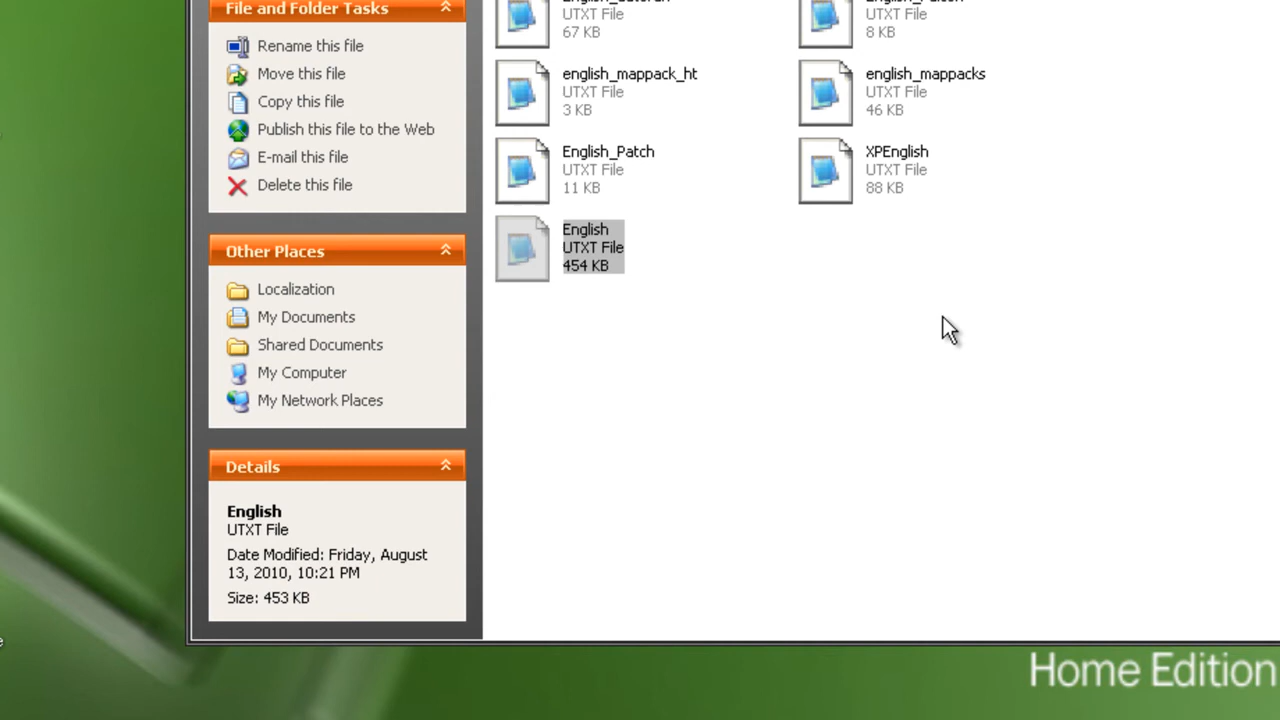 File and Folder Tasks
Rename this file
Move this file
Copy this file
Publish this file to the Web
E-mail this file
Delete this file
Other Places
Localization
My Documents
Shared Documents
My Computer
My Network Places
Details
English
UTXT File
Date Modified: Friday, August
13, 2010, 10:21 PM
Size: 453 KB
UTXT File
67 KB
UTXT File
8 KB
english_mappack_ht
UTXT File
3 KB
english_mappacks
UTXT File
46 KB
English_Patch
UTXT File
11 KB
XPEnglish
UTXT File
88 KB
English
UTXT File
454 KB
Home Edition